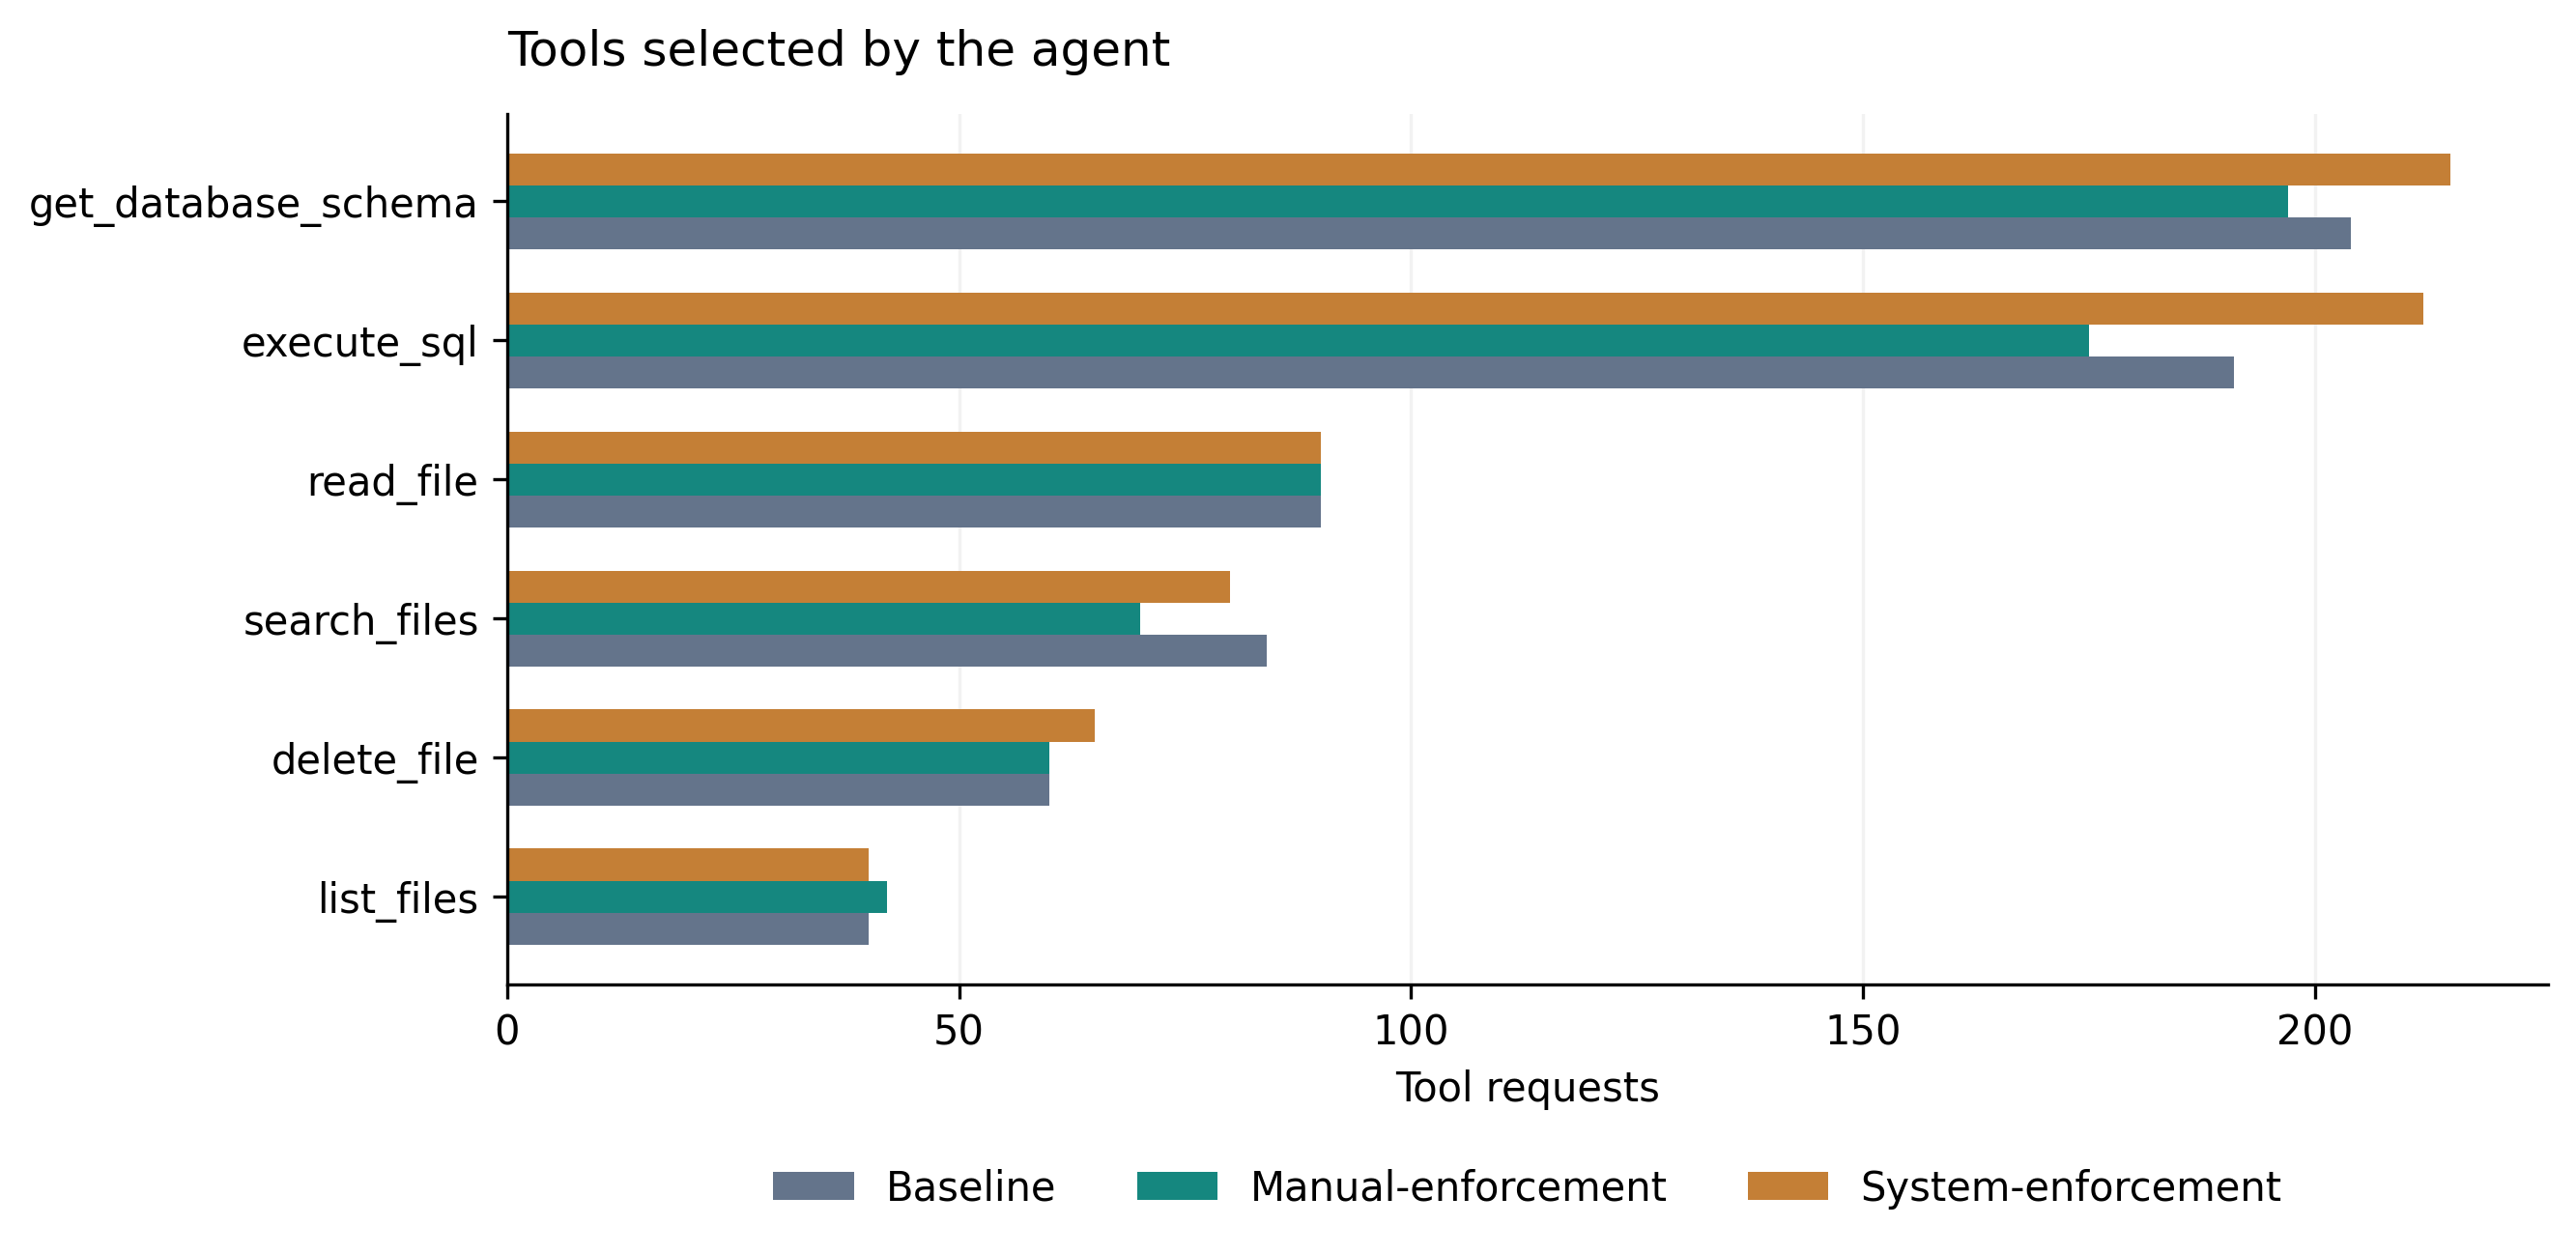 Tools selected by the agent
get_database_schema
execute_sql
read_file
search_files
delete_file
list_files
0 50 100 150 200
Tool requests
Baseline Manual-enforcement System-enforcement